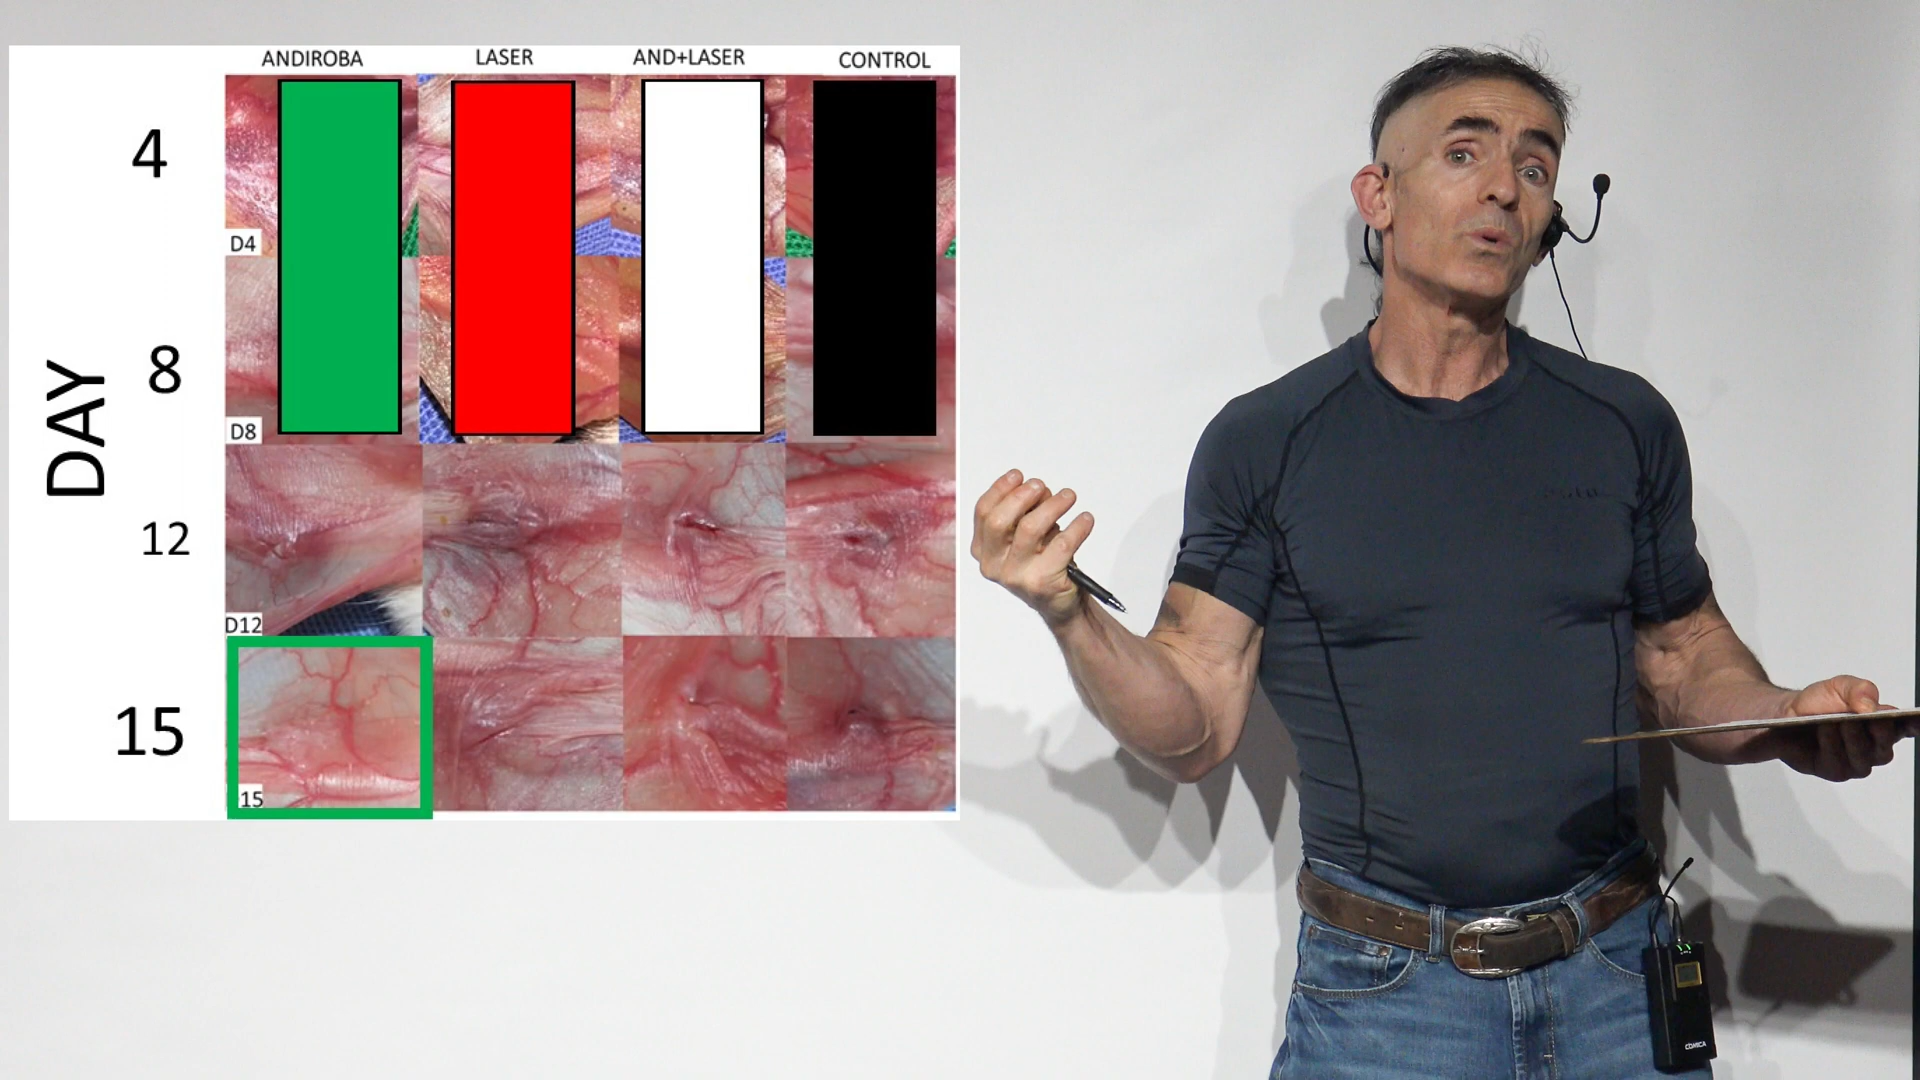 ANDIROBA LASER AND+LASER CONTROL
DAY
4
D4
8
D8
12
D12
15
15
COMICA